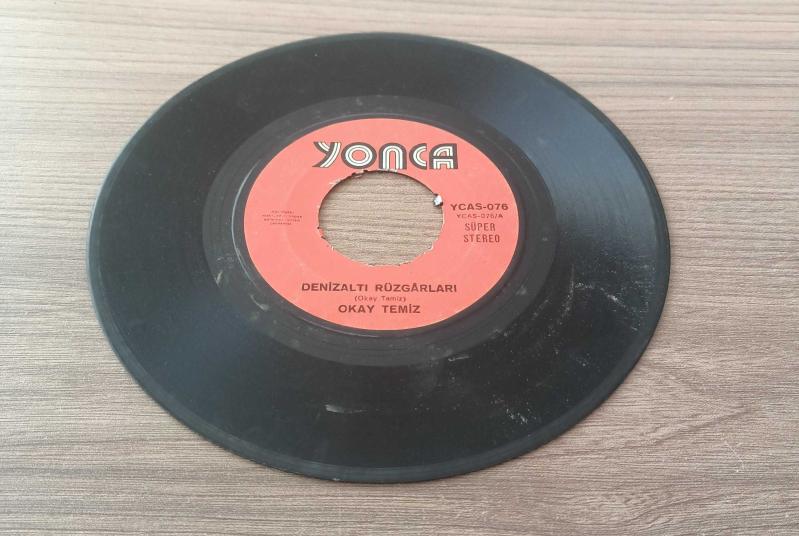 YONCA
YCAS-076
YCAS-076/A
SÜPER
STEREO
DENİZALTI RÜZGÂRLARI
(Okay Temiz)
OKAY TEMİZ